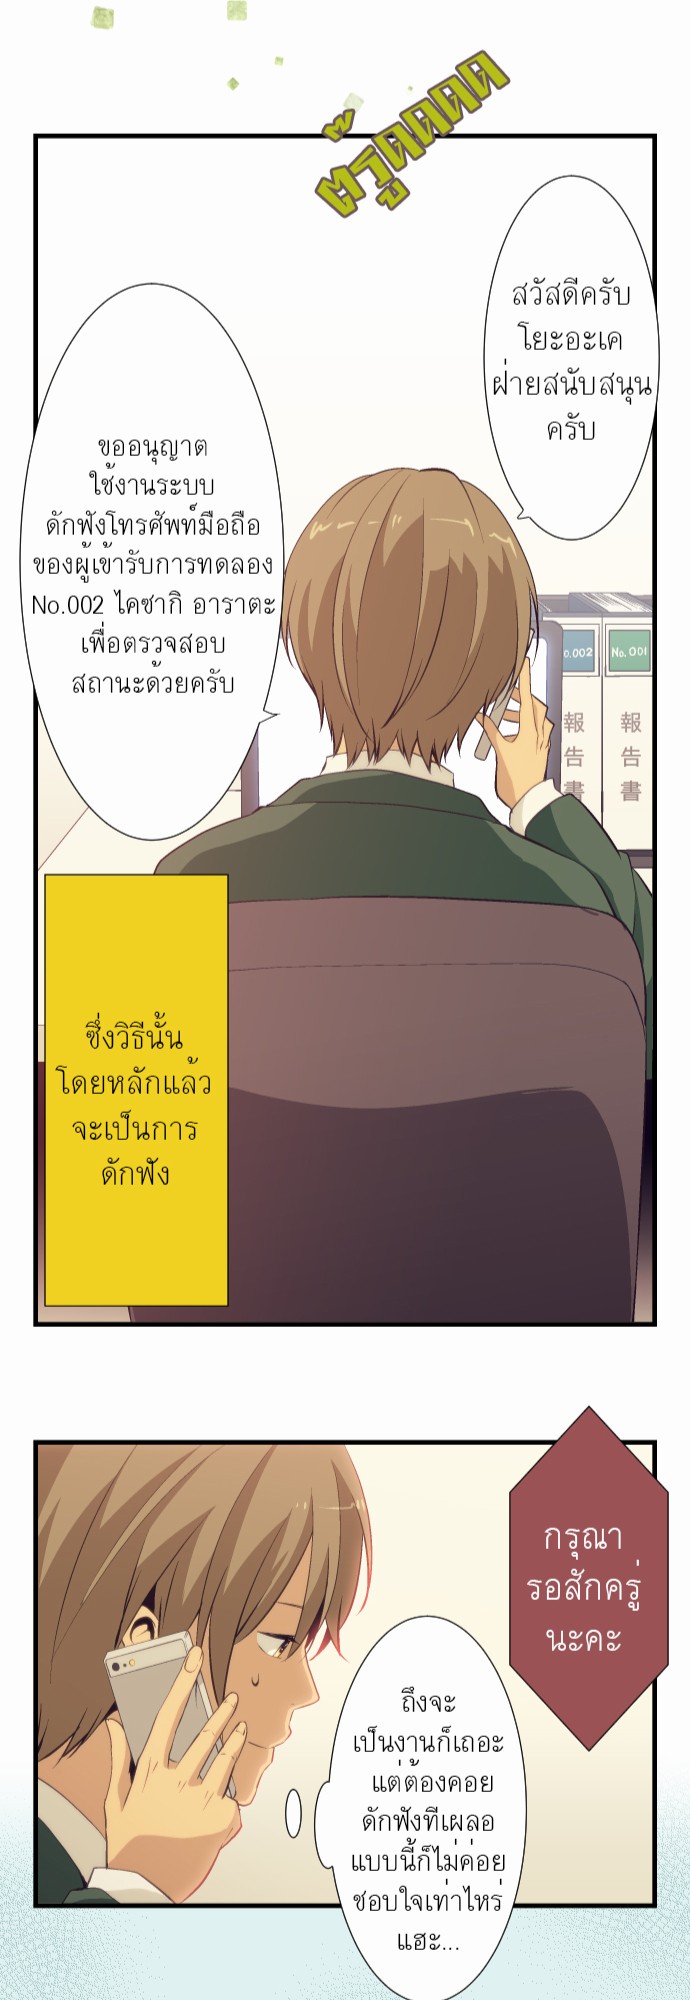 ตรู๊ดดดดด
สวัสดีครับ
โยะอะเค
ฝ่ายสนับสนุน
ครับ
ขออนุญาต
ใช้งานระบบ
ดักฟังโทรศัพท์มือถือ
ของผู้เข้ารับการทดลอง
No.002 ไคซากิ อาราตะ
เพื่อตรวจสอบ
สถานะด้วยครับ
o.002
No.001
報告書
報告書
ซึ่งวิธีนั้น
โดยหลักแล้ว
จะเป็นการ
ดักฟัง
กรุณา
รอสักครู่
นะคะ
ถึงจะ
เป็นงานก็เถอะ
แต่ต้องคอย
ดักฟังทีเผลอ
แบบนี้ก็ไม่ค่อย
ชอบใจเท่าไหร่
แฮะ...